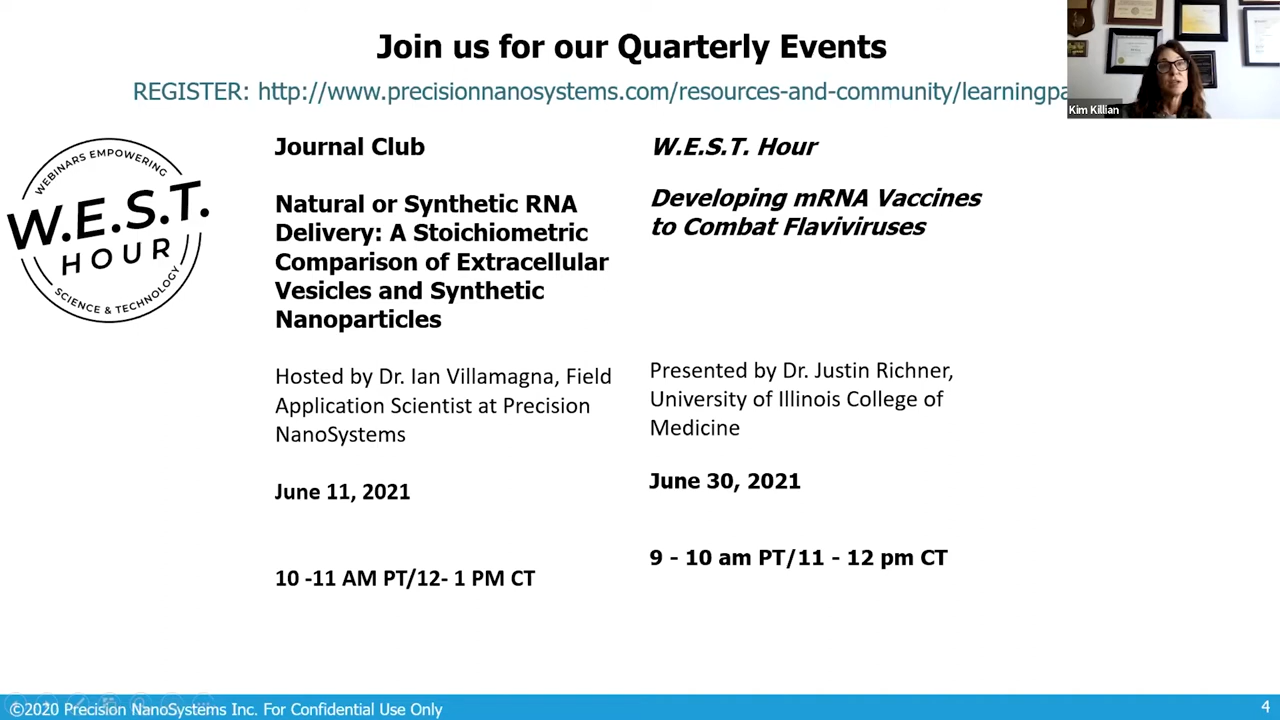 Join us for our Quarterly Events
REGISTER: http://www.precisionnanosystems.com/resources-and-community/learningpa
Kim Killian
WEBINARS EMPOWERING
W.E.S.T.
HOUR
SCIENCE & TECHNOLOGY
Journal Club
Natural or Synthetic RNA
Delivery: A Stoichiometric
Comparison of Extracellular
Vesicles and Synthetic
Nanoparticles
Hosted by Dr. Ian Villamagna, Field
Application Scientist at Precision
NanoSystems
June 11, 2021
10 -11 AM PT/12- 1 PM CT
W.E.S.T. Hour
Developing mRNA Vaccines
to Combat Flaviviruses
Presented by Dr. Justin Richner,
University of Illinois College of
Medicine
June 30, 2021
9 - 10 am PT/11 - 12 pm CT
©2020 Precision NanoSystems Inc. For Confidential Use Only
4